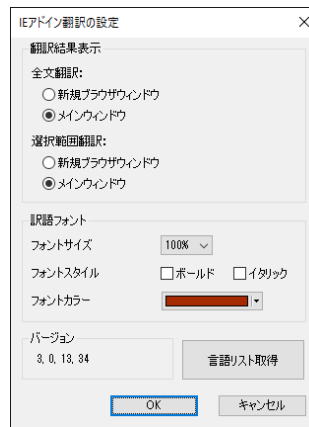 IEアドイン翻訳の設定
翻訳結果表示
全文翻訳:
新規ブラウザウィンドウ
メインウィンドウ
選択範囲翻訳:
新規ブラウザウィンドウ
メインウィンドウ
訳語フォント
フォントサイズ 100%
フォントスタイル ボールド イタリック
フォントカラー
バージョン
3, 0, 13, 34 言語リスト取得
OK キャンセル